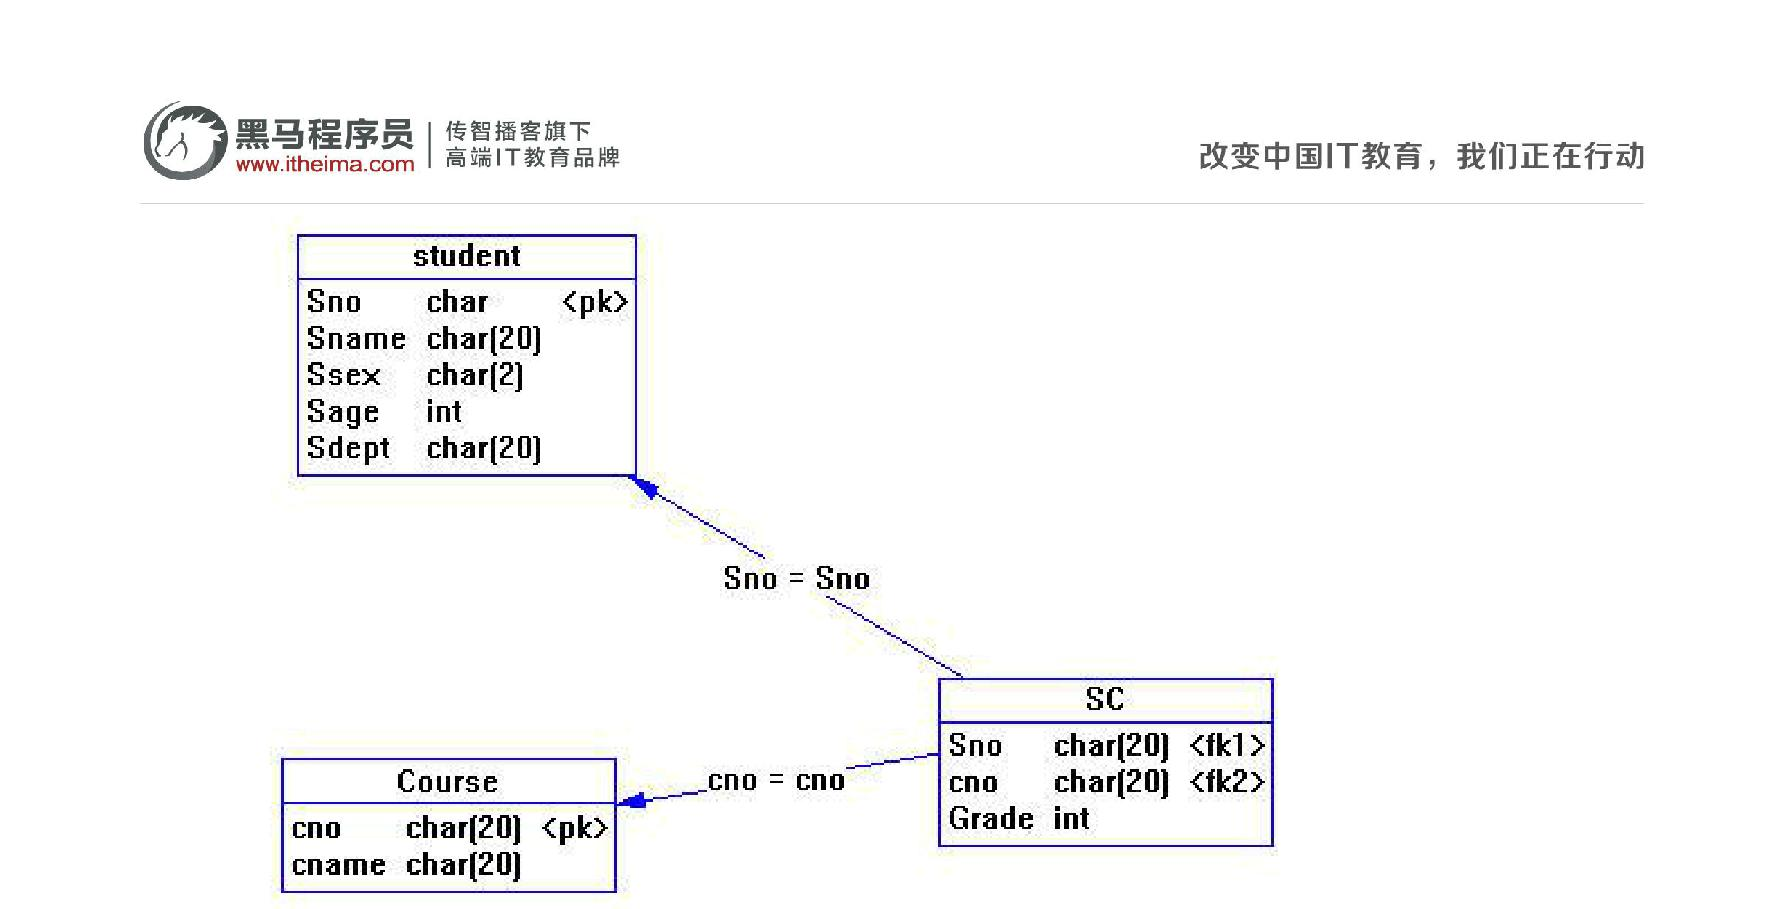 黑马程序员
www.itheima.com
传智播客旗下
高端IT教育品牌
改变中国IT教育，我们正在行动
student
Sno char <pk>
Sname char(20)
Ssex char(2)
Sage int
Sdept char(20)
Sno = Sno
SC
Sno char(20) <fk1>
cno char(20) <fk2>
Grade int
cno = cno
Course
cno char(20) <pk>
cname char(20)